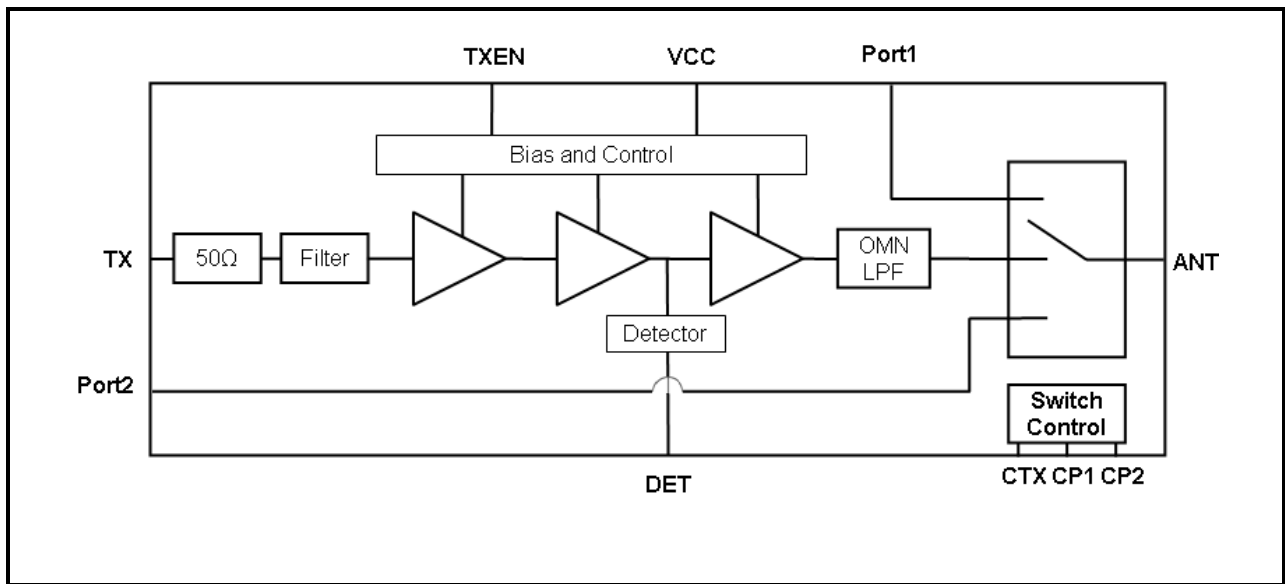 TXEN
VCC
Port1
Bias and Control
TX
50Ω
Filter
OMN
LPF
ANT
Detector
Port2
Switch
Control
DET
CTX CP1 CP2